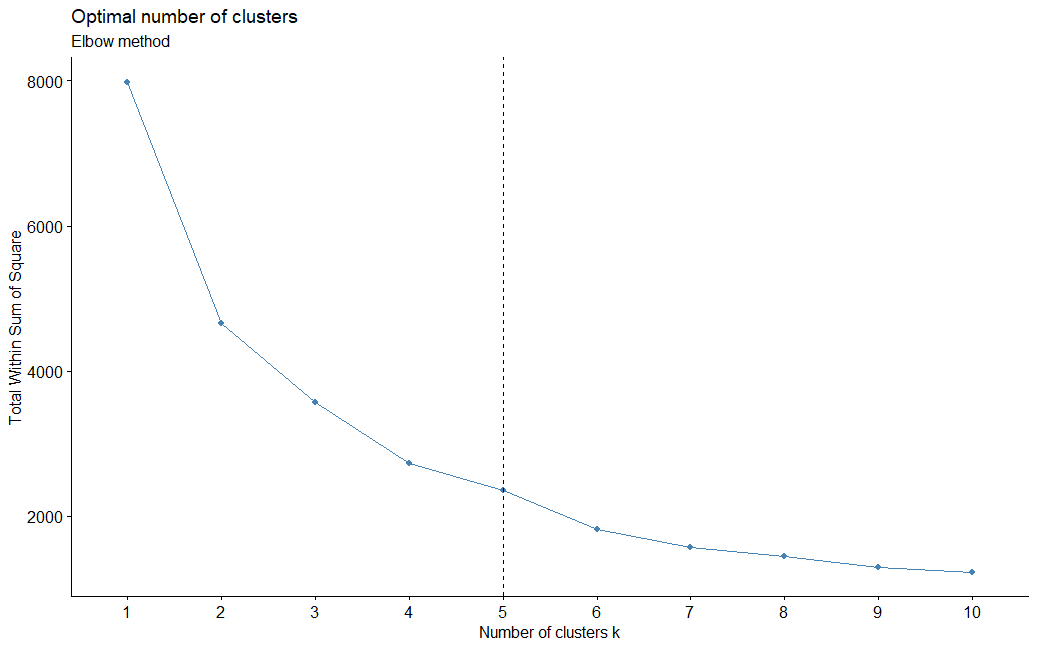 Optimal number of clusters
Elbow method
Total Within Sum of Square
8000
6000
4000
2000
1 2 3 4 5 6 7 8 9 10
Number of clusters k